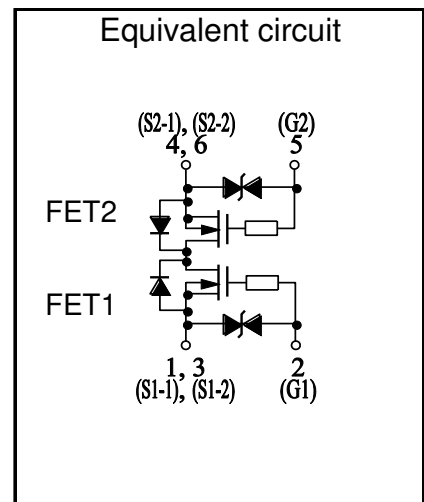 Equivalent circuit
(S2-1), (S2-2) (G2)
4, 6 5
FET2
FET1
1, 3 2
(S1-1), (S1-2) (G1)